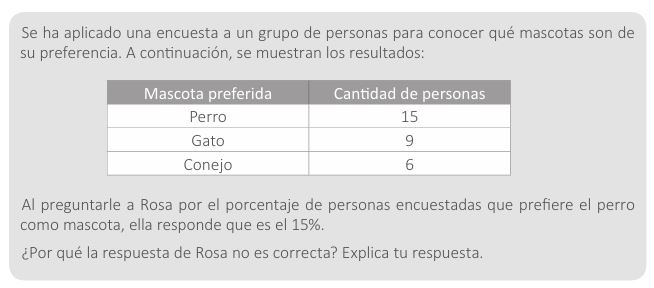 Se ha aplicado una encuesta a un grupo de personas para conocer qué mascotas son de
su preferencia. A continuación, se muestran los resultados:
Mascota preferida Cantidad de personas
Perro 15
Gato 9
Conejo 6
Al preguntarle a Rosa por el porcentaje de personas encuestadas que prefiere el perro
como mascota, ella responde que es el 15%.
¿Por qué la respuesta de Rosa no es correcta? Explica tu respuesta.